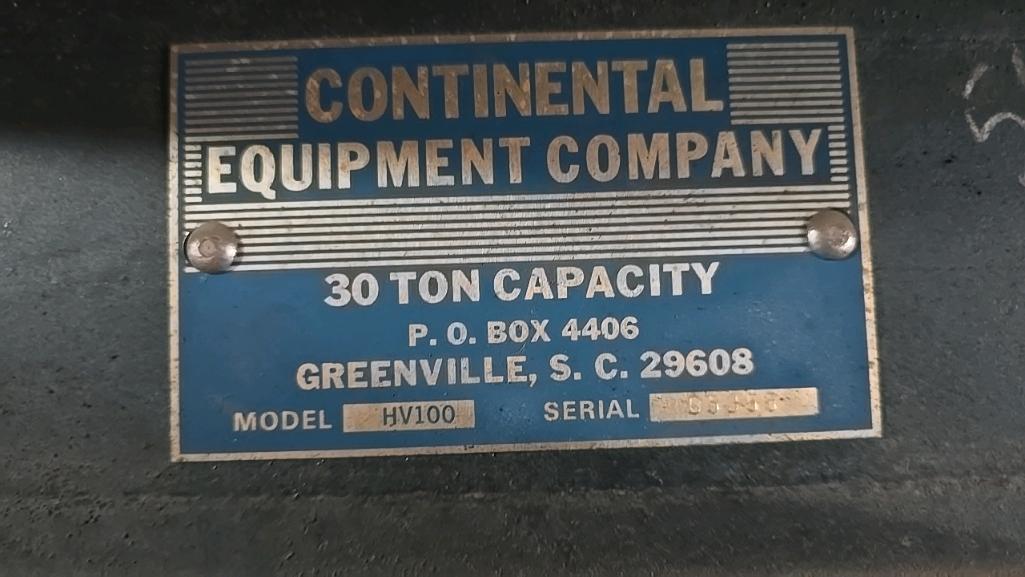 CONTINENTAL
EQUIPMENT COMPANY
30 TON CAPACITY
P. O. BOX 4406
GREENVILLE, S. C. 29608
MODEL HV100 SERIAL